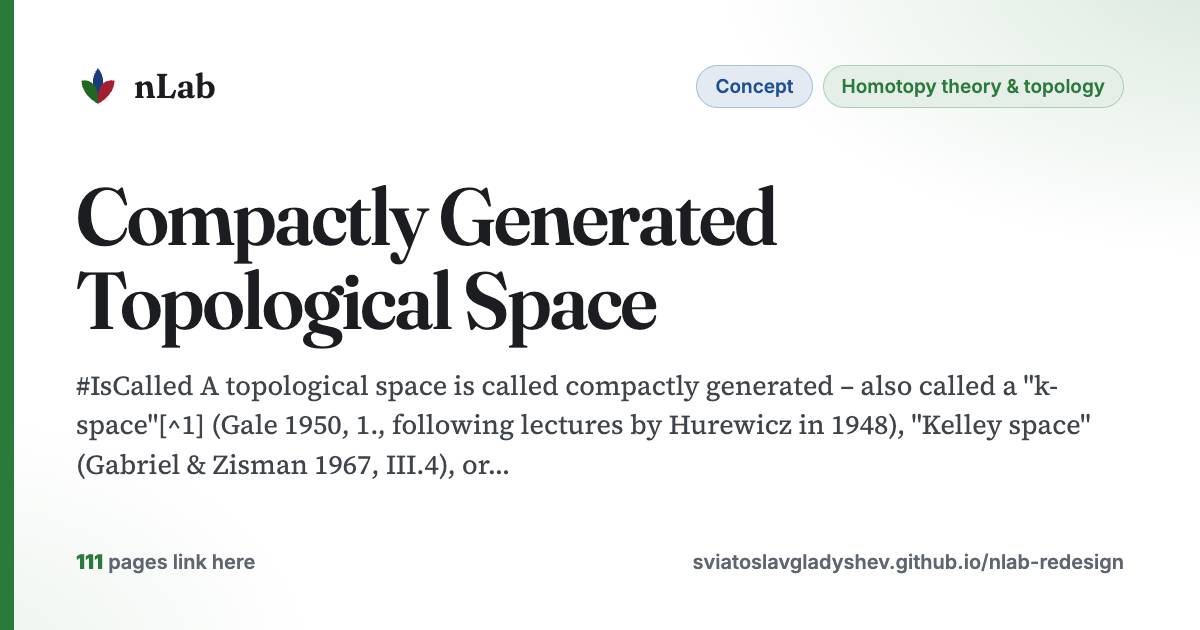 nLab
Concept
Homotopy theory & topology
Compactly Generated
Topological Space
#IsCalled A topological space is called compactly generated – also called a "k-
space"[^1] (Gale 1950, 1., following lectures by Hurewicz in 1948), "Kelley space"
(Gabriel & Zisman 1967, III.4), or...
111 pages link here
sviatoslavgladyshev.github.io/nlab-redesign